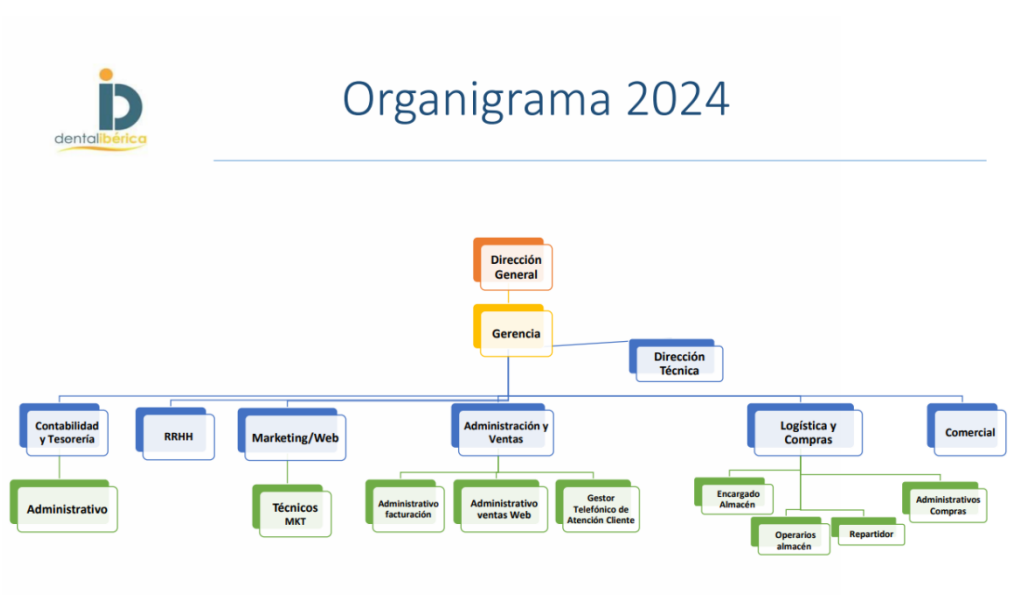 Organigrama 2024
dentalibérica
Dirección
General
Gerencia
Dirección
Técnica
Contabilidad
y Tesorería
RRHH
Marketing/Web
Administración y
Ventas
Logística y
Compras
Comercial
Administrativo
Técnicos
MKT
Administrativo
facturación
Administrativo
ventas Web
Gestor
Telefónico de
Atención Cliente
Encargado
Almacén
Operarios
almacén
Repartidor
Administrativos
Compras